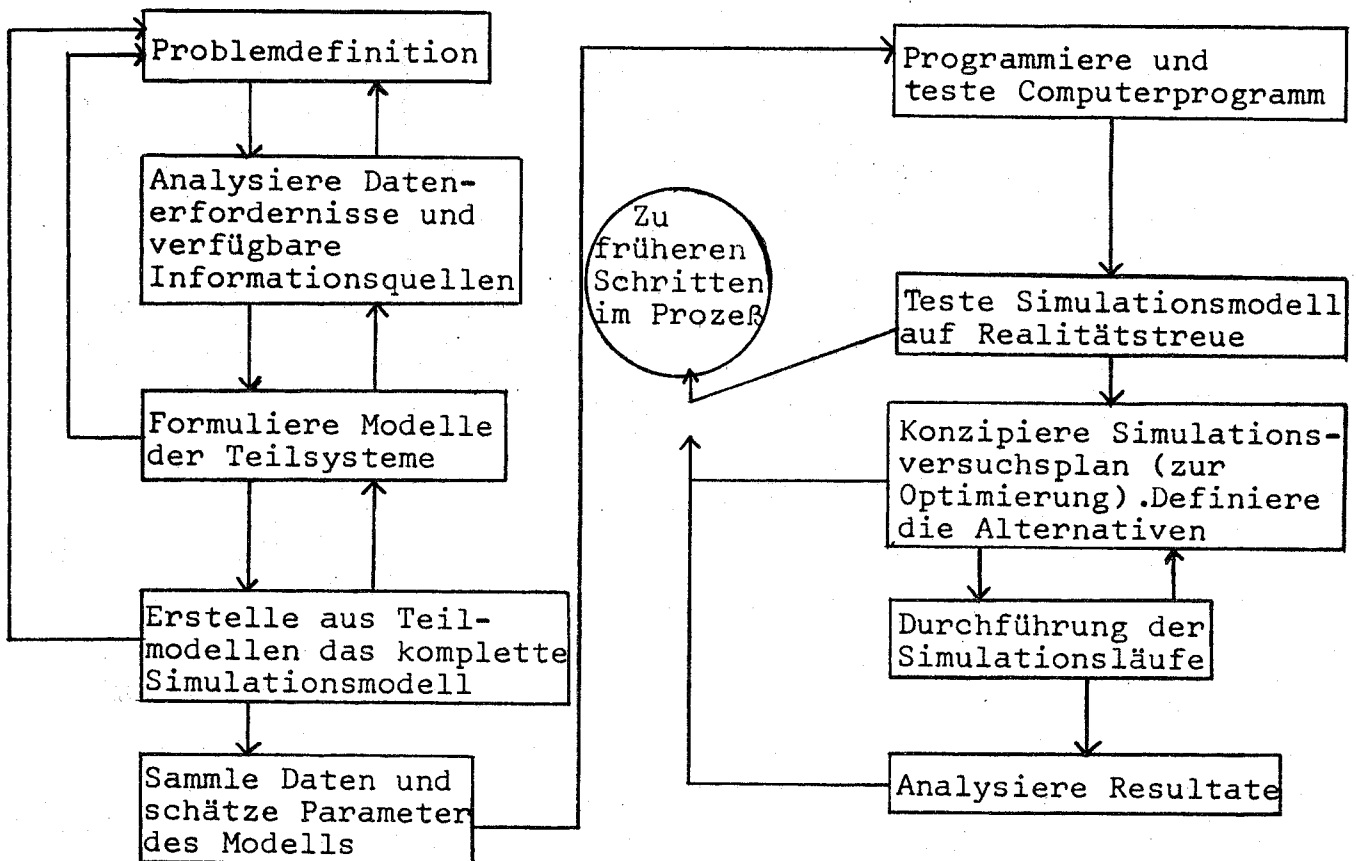 Problemdefinition
Analysiere Daten-
erfordernisse und
verfügbare
Informationsquellen
Formuliere Modelle
der Teilsysteme
Erstelle aus Teil-
modellen das komplette
Simulationsmodell
Sammle Daten und
schätze Parameter
des Modells
Zu
früheren
Schritten
im Prozeß
Programmiere und
teste Computerprogramm
Teste Simulationsmodell
auf Realitätstreue
Konzipiere Simulations-
versuchsplan (zur
Optimierung).Definiere
die Alternativen
Durchführung der
Simulationsläufe
Analysiere Resultate